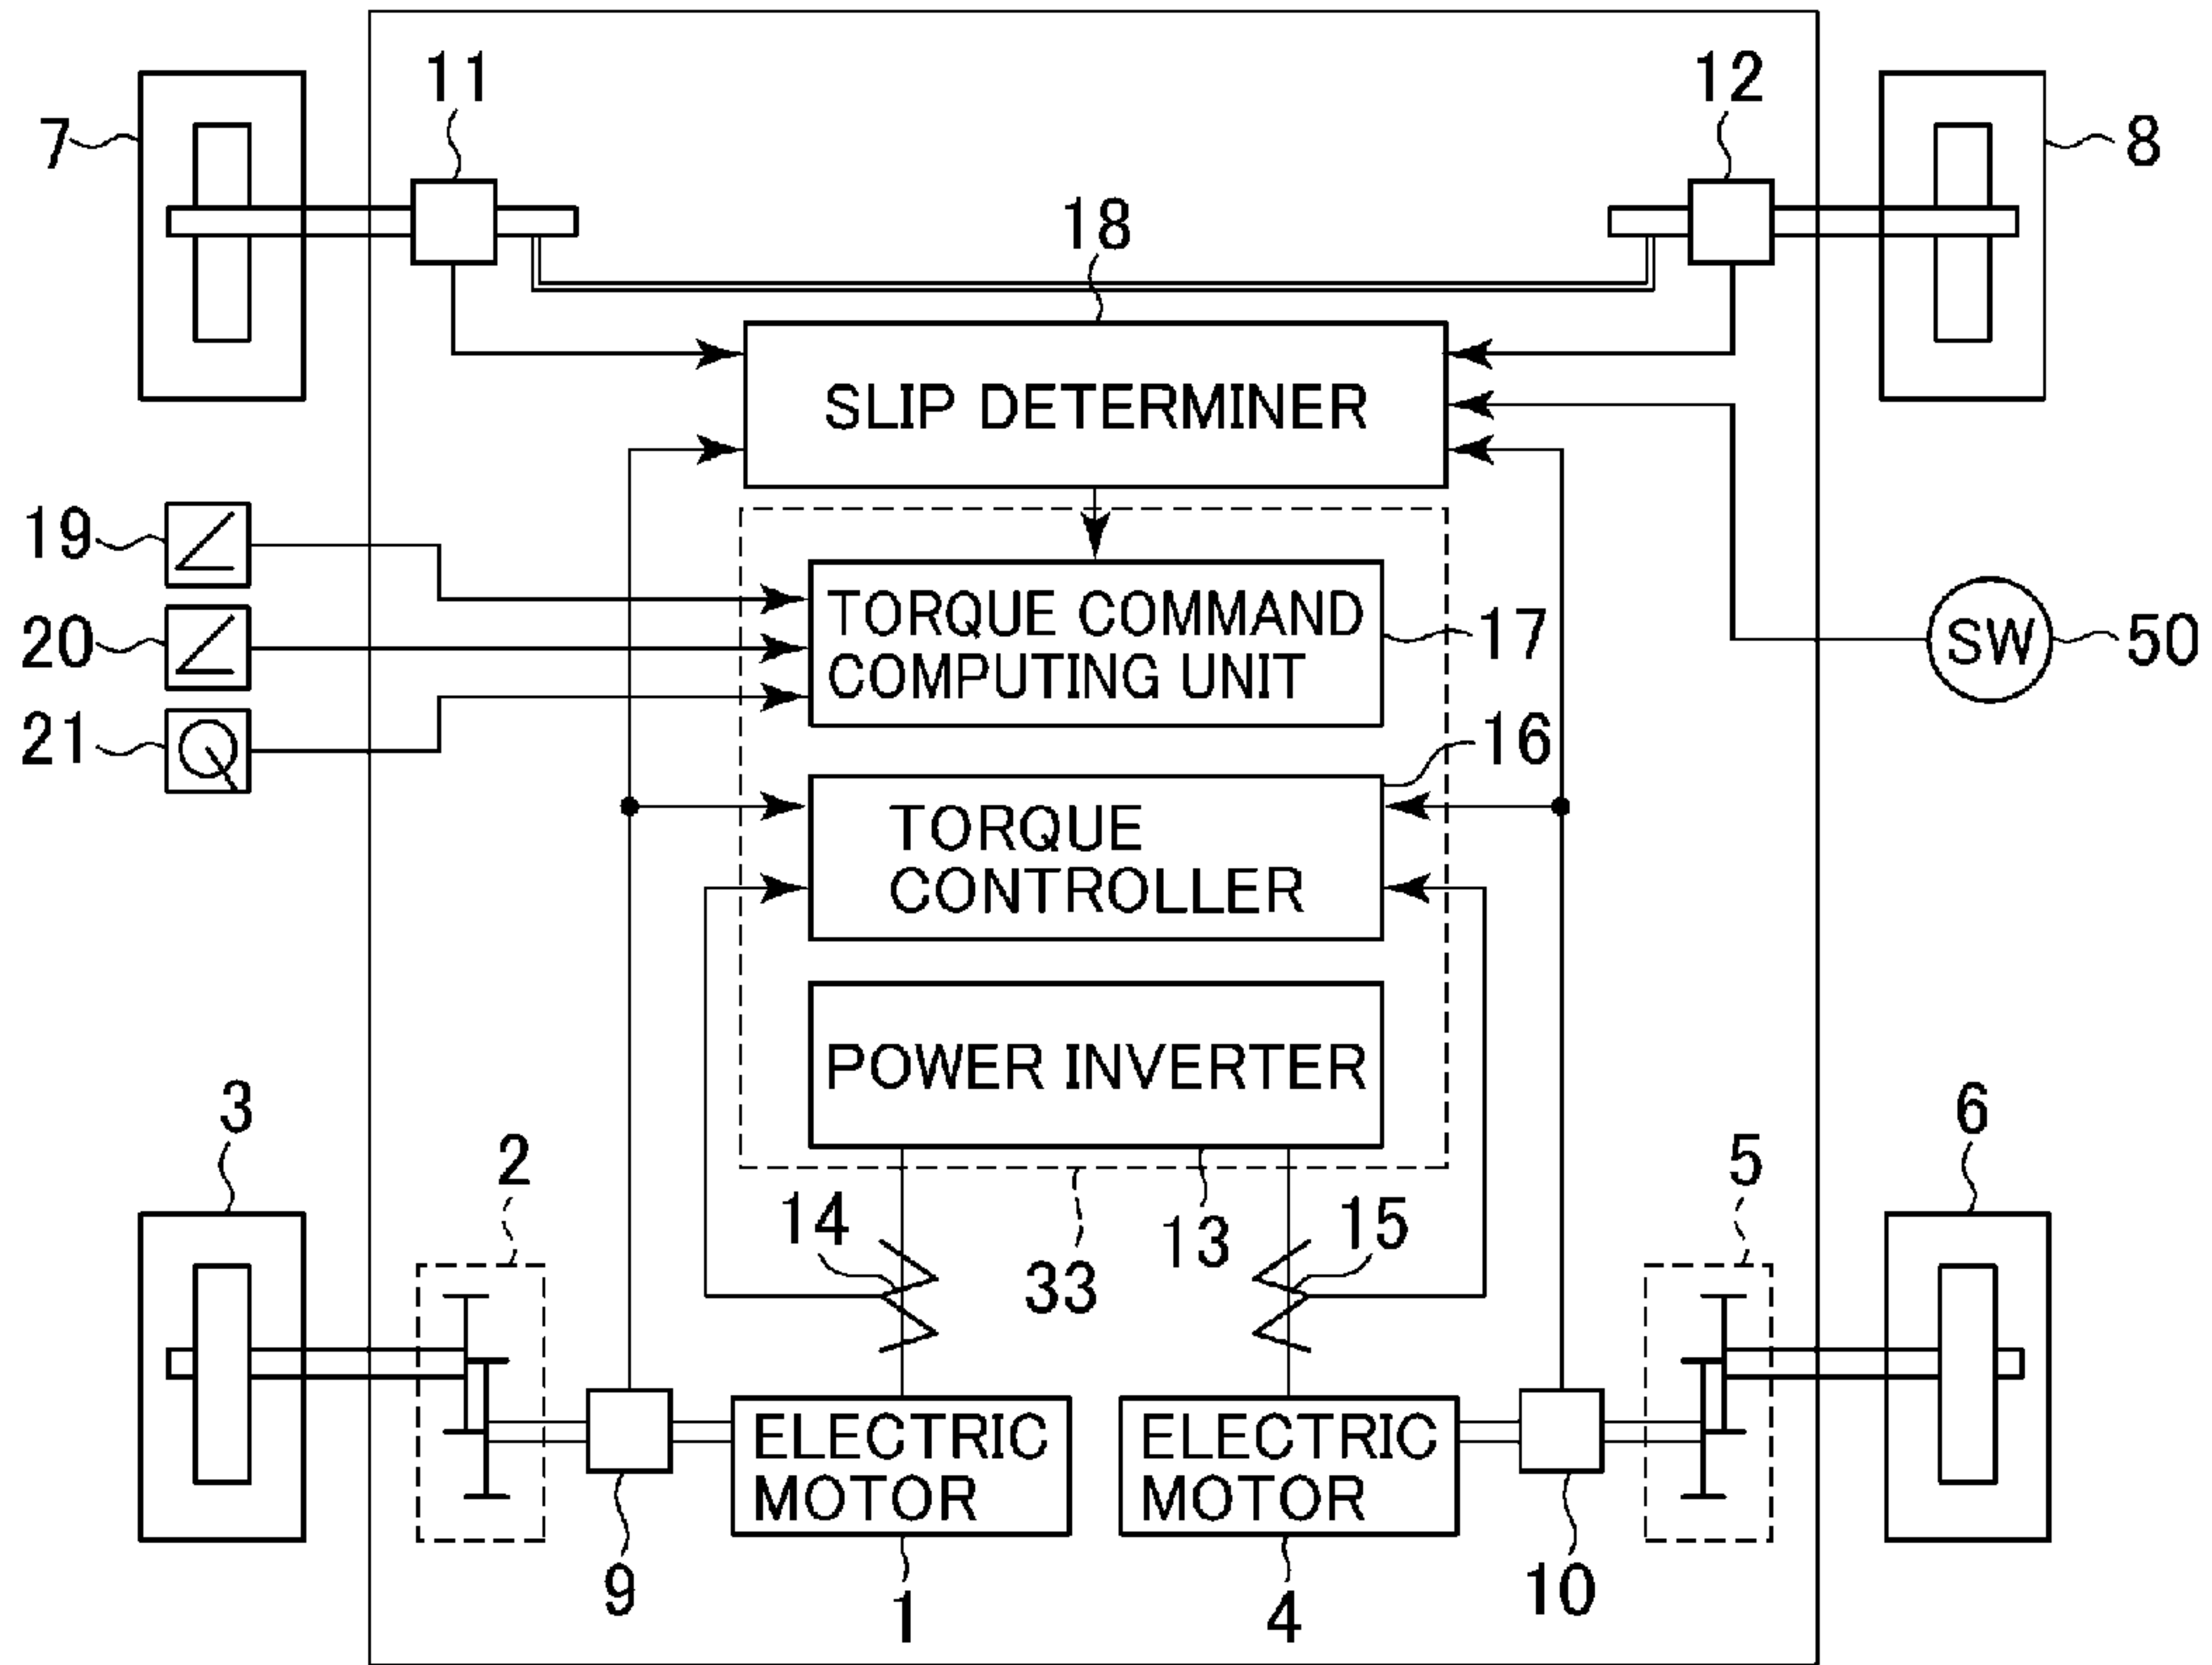 11
12
7
8
18
SLIP DETERMINER
19
TORQUE COMMAND
COMPUTING UNIT
17
20
SW
50
21
16
TORQUE
CONTROLLER
POWER INVERTER
3
6
2
5
14
13
15
33
ELECTRIC
MOTOR
ELECTRIC
MOTOR
9
1
4
10